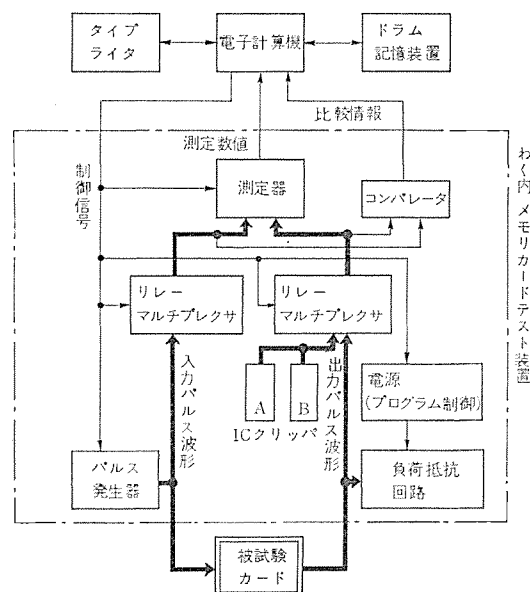 タイプ
ライタ
電子計算機
ドラム
記憶装置
比較情報
測定数値
制御信号
測定器
コンパレータ
わく内 メモリカードテスト装置
リレー
マルチプレクサ
リレー
マルチプレクサ
入力パルス波形
A
B
ICクリッパ
出力パルス波形
電源
(プログラム制御)
パルス
発生器
負荷抵抗
回路
被試験
カード